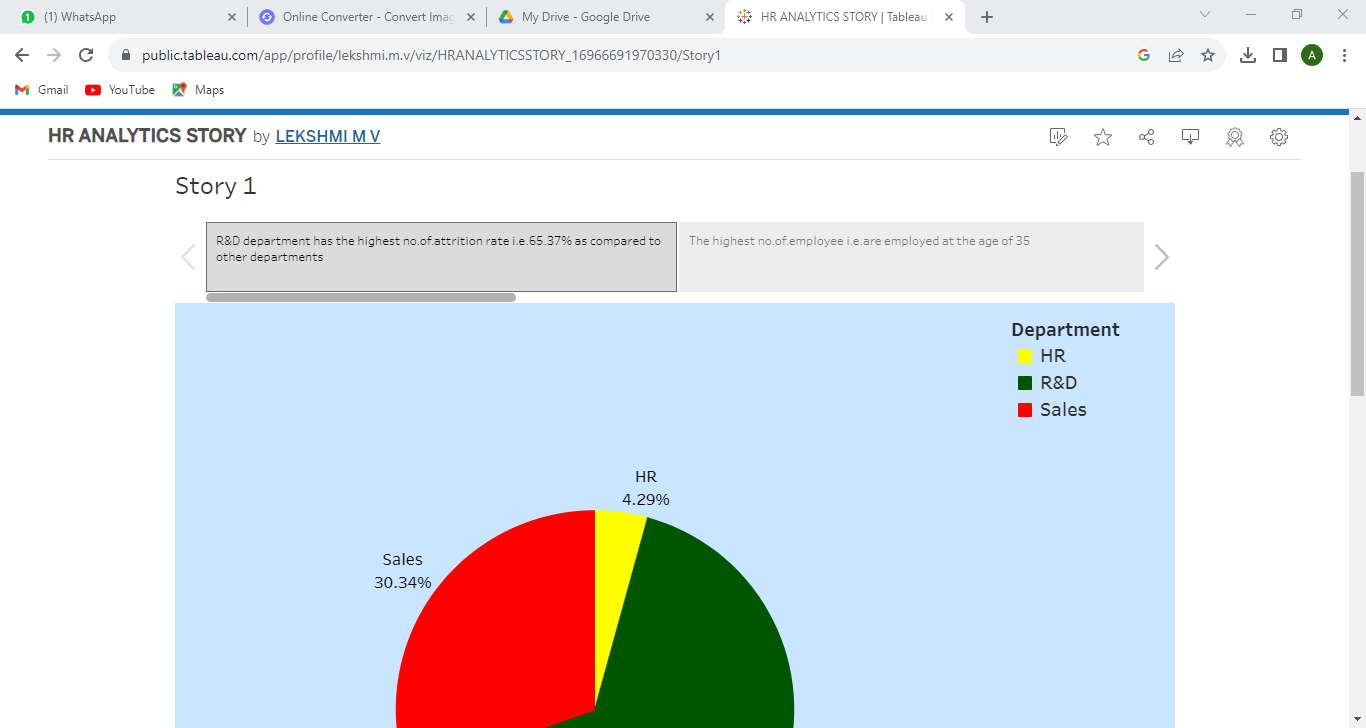 (1) WhatsApp
Online Converter - Convert Imag
My Drive - Google Drive
HR ANALYTICS STORY | Tableau
public.tableau.com/app/profile/lekshmi.m.v/viz/HRANALYTICSSTORY_16966691970330/Story1
A
Gmail
YouTube
Maps
HR ANALYTICS STORY by LEKSHMI M V
Story 1
R&D department has the highest no.of.attrition rate i.e.65.37% as compared to
other departments
The highest no.of.employee i.e.are employed at the age of 35
Department
HR
R&D
Sales
HR
4.29%
Sales
30.34%